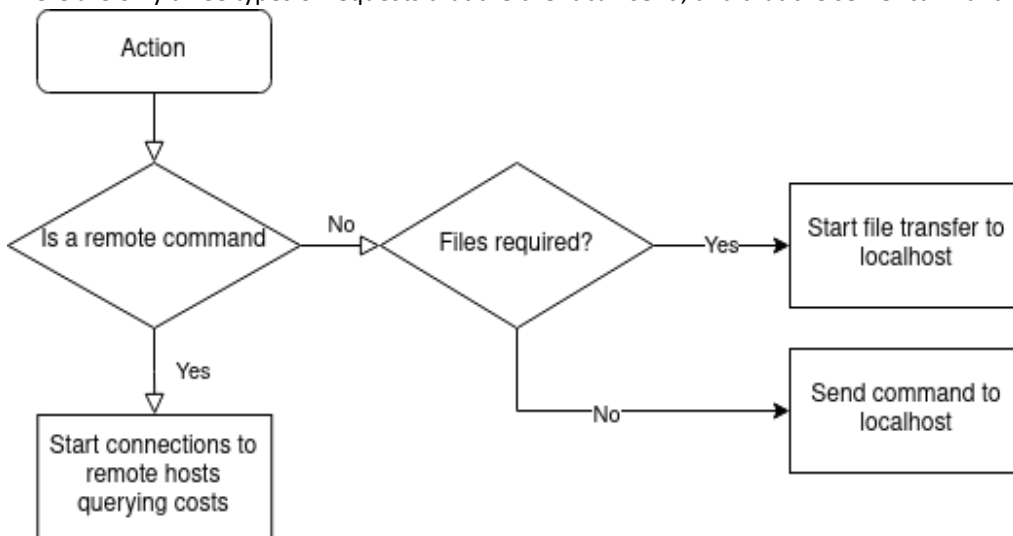 Action
Is a remote command
No
Files required?
Yes
Start file transfer to
localhost
Yes
No
Send command to
localhost
Start connections to
remote hosts
querying costs